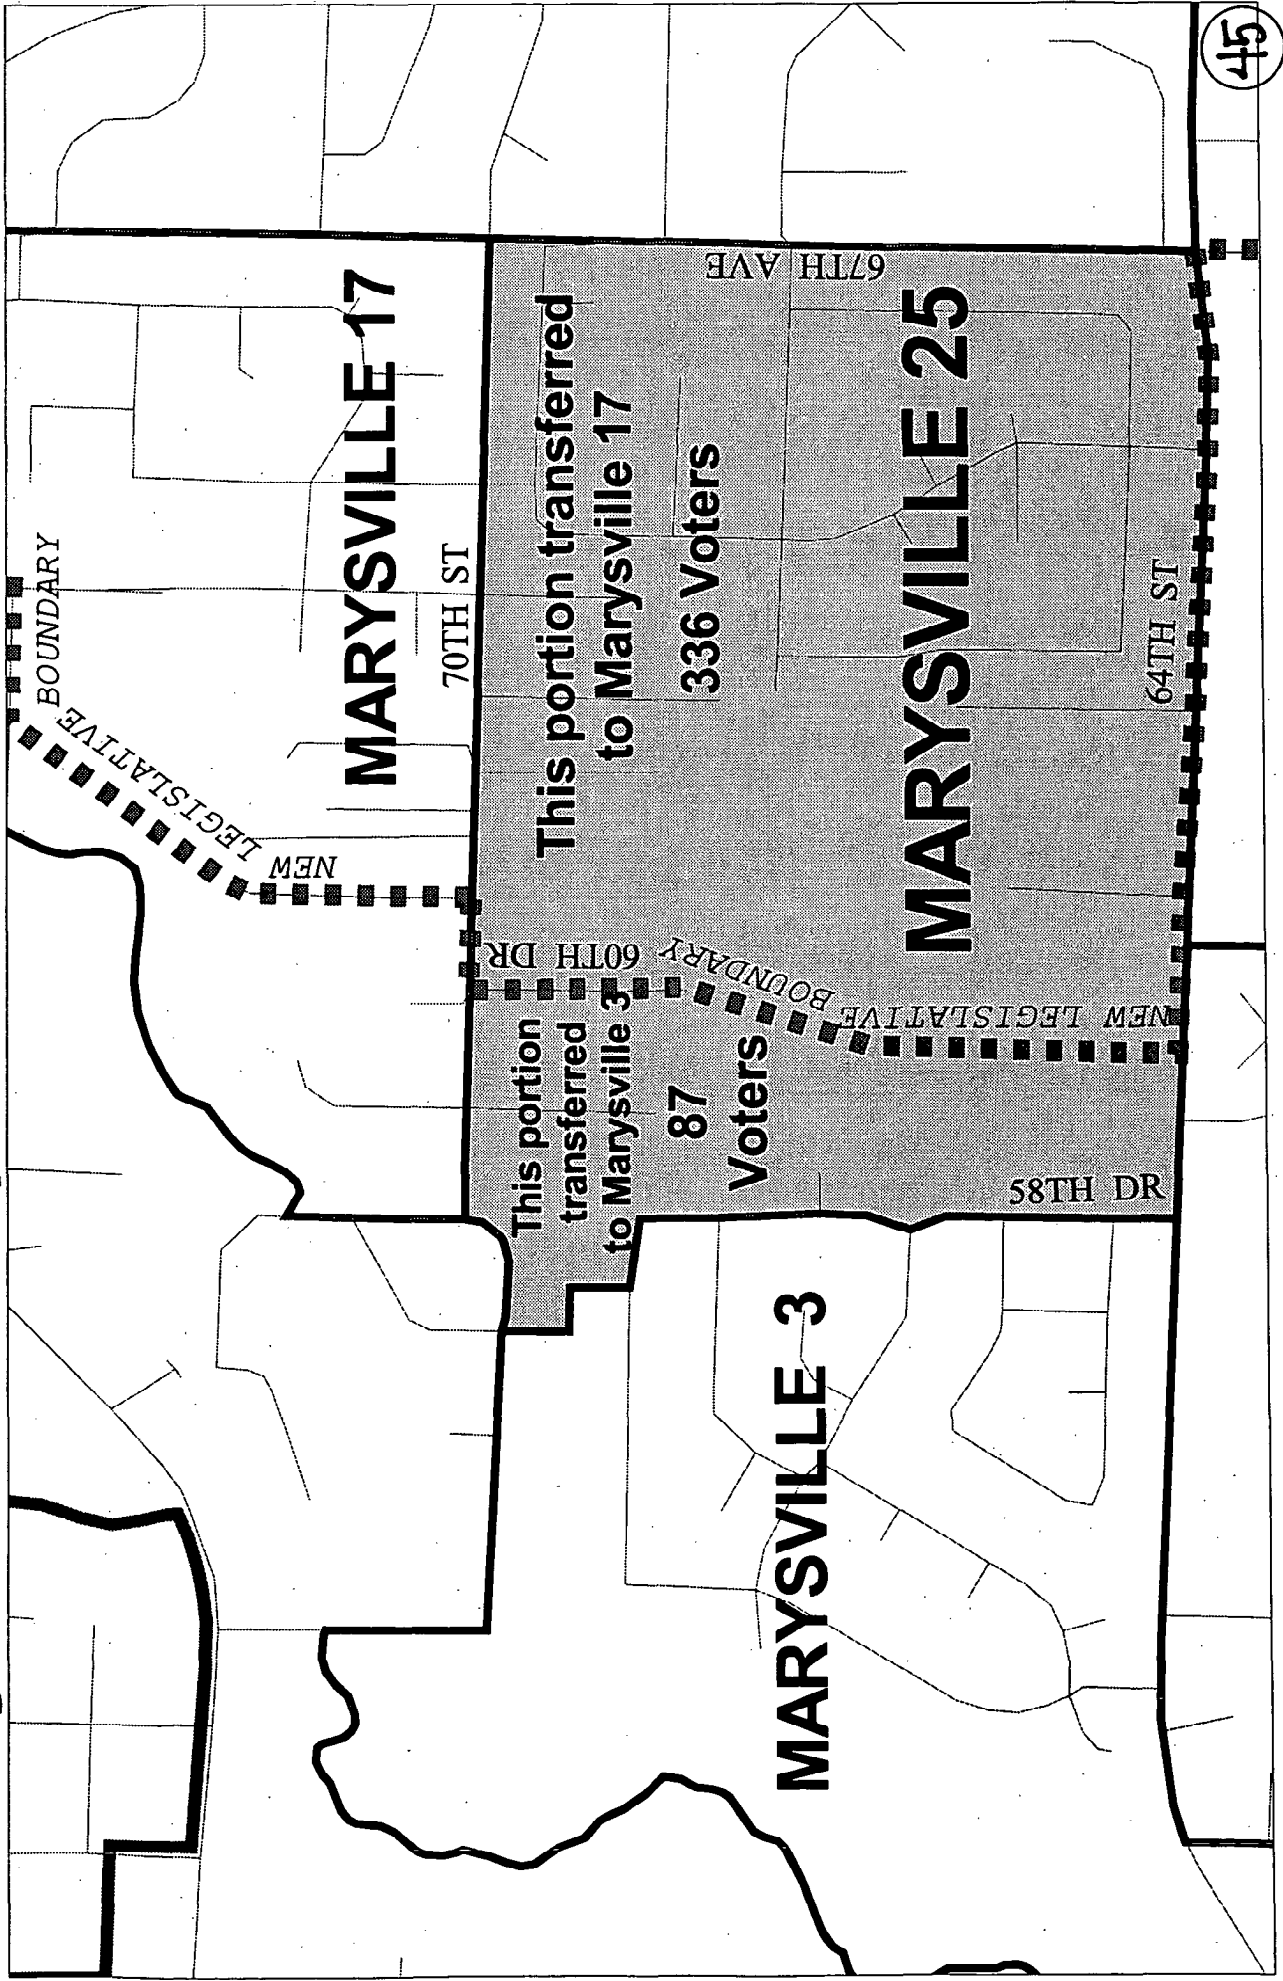 BOUNDARY
LEGISLATIVE
NEW
MARYSVILLE 17
70TH ST
This portion transferred
to Marysville 17
336 Voters
67TH AVE
60TH DR
This portion
transferred
to Marysville 3
87
Voters
BOUNDARY
NEW LEGISLATIVE
MARYSVILLE 25
58TH DR
64TH ST
MARYSVILLE 3
45